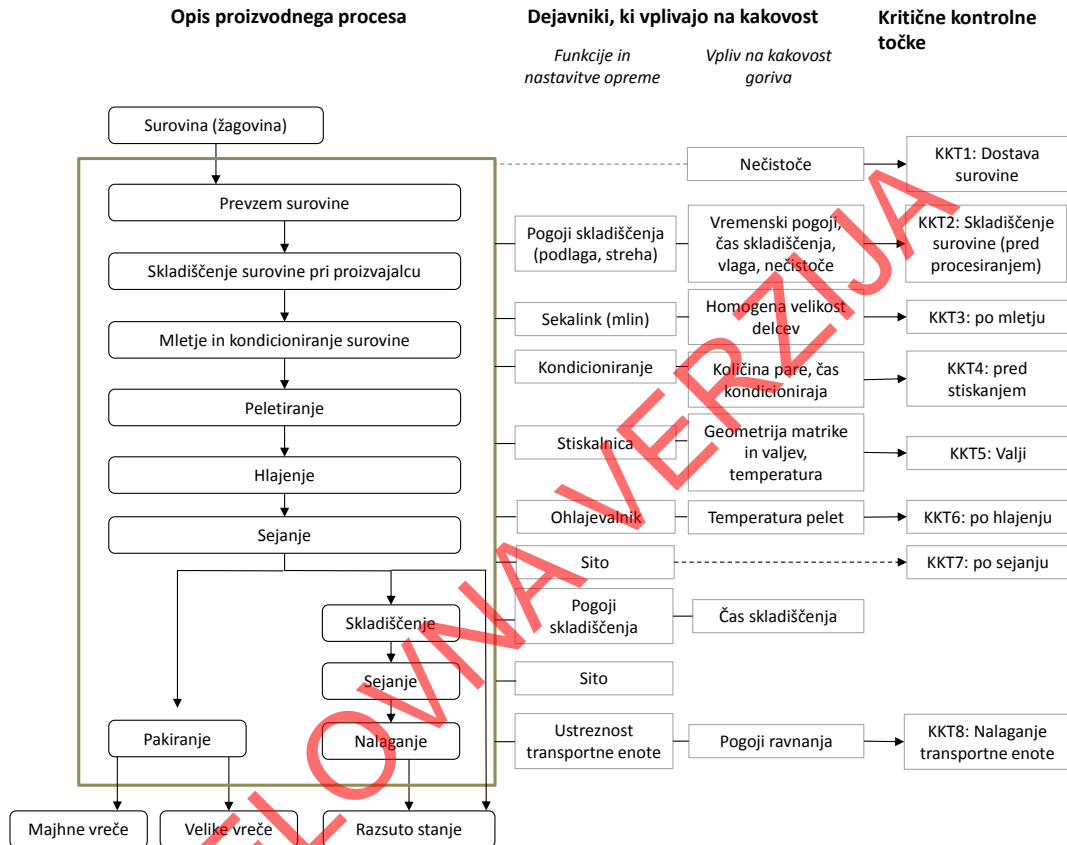 Opis proizvodnega procesa
Dejavniki, ki vplivajo na kakovost
Kritične kontrolne
točke
Funkcije in
nastavitve opreme
Vpliv na kakovost
goriva
Surovina (žagovina)
Prevzem surovine
Skladiščenje surovine pri proizvajalcu
Mletje in kondicioniranje surovine
Peletiranje
Hlajenje
Sejanje
Skladiščenje
Sejanje
Pakiranje
Nalaganje
Majhne vreče
Velike vreče
Razsuto stanje
Nečistoče
KKT1: Dostava
surovine
Pogoji skladiščenja
(podlaga, streha)
Vremenski pogoji,
čas skladiščenja,
vlaga, nečistoče
KKT2: Skladiščenje
surovine (pred
procesiranjem)
Sekalink (mlin)
Homogena velikost
delcev
KKT3: po mletju
Kondicioniranje
Količina pare, čas
kondicioniraja
KKT4: pred
stiskanjem
Stiskalnica
Geometrija matrike
in valjev,
temperatura
KKT5: Valji
Ohlajevalnik
Temperatura pelet
KKT6: po hlajenju
Sito
KKT7: po sejanju
Pogoji
skladiščenja
Čas skladiščenja
Sito
Ustreznost
transportne enote
Pogoji ravnanja
KKT8: Nalaganje
transportne enote
ELOVNA VERZIJA